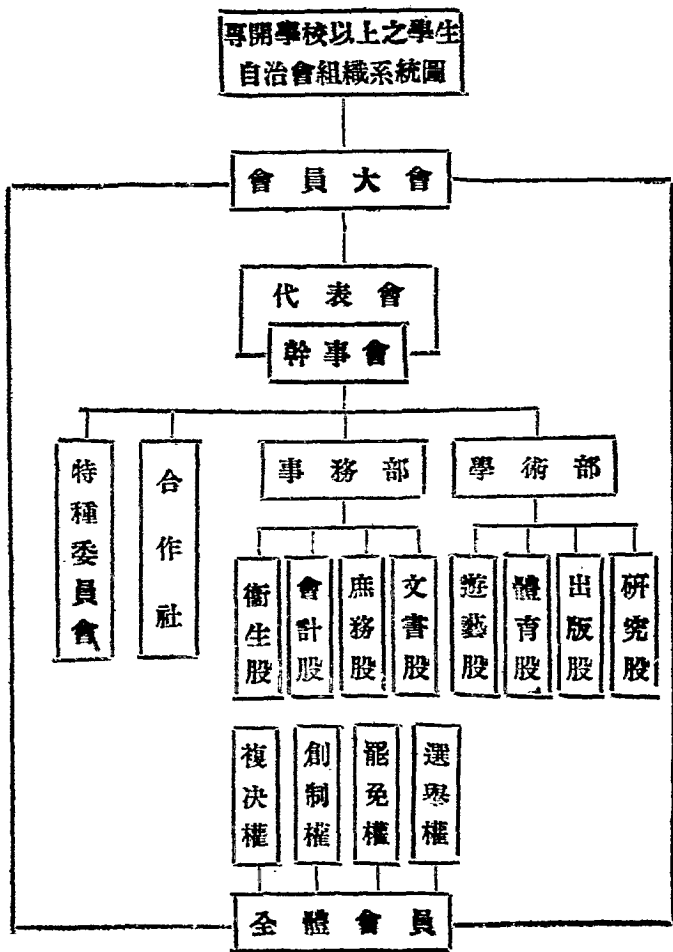 專開學校以上之學生
自治會組織系統圖
會員大會
代表會
幹事會
學術部
事務部
合作社
特種委員會
研究股
出版股
體育股
遊藝股
文書股
庶務股
會計股
衞生股
選舉權
罷免權
創制權
複决權
全體會員